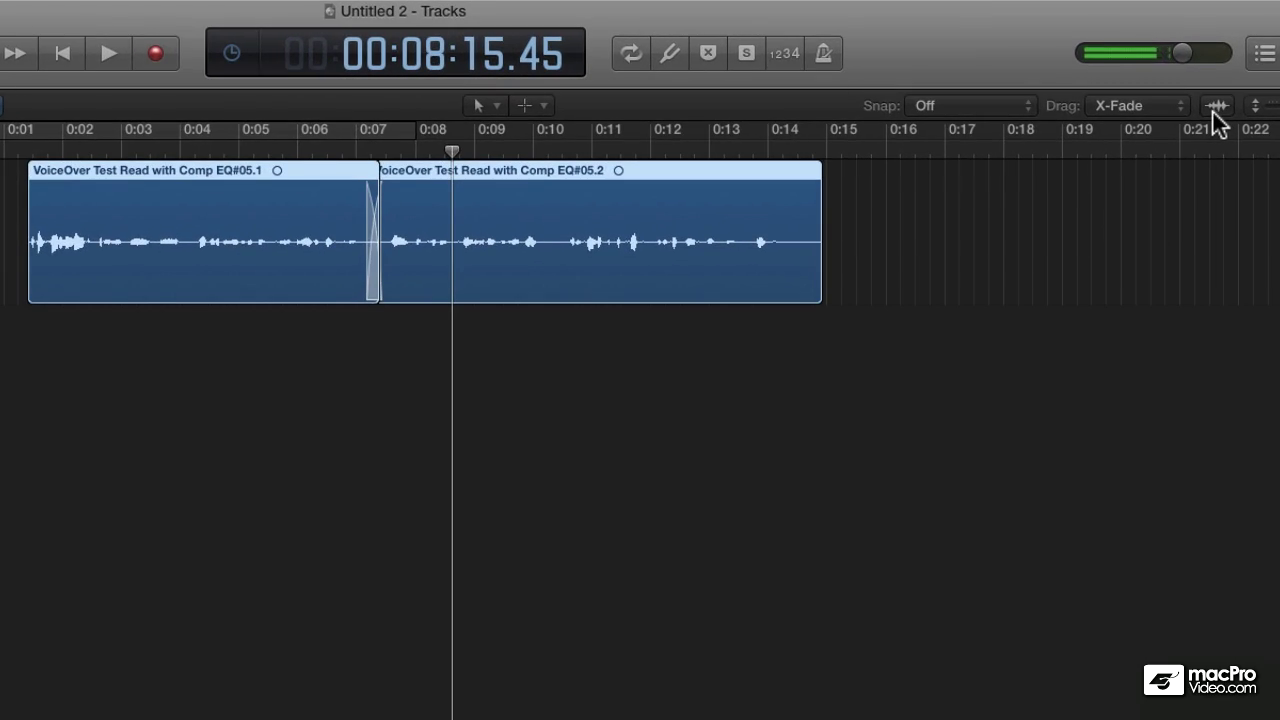 Untitled 2 - Tracks
00:08:15.45
S
1234
Snap: Off
Drag: X-Fade
0:01 0:02 0:03 0:04 0:05 0:06 0:07 0:08 0:09 0:10 0:11 0:12 0:13 0:14 0:15 0:16 0:17 0:18 0:19 0:20 0:21 0:22
VoiceOver Test Read with Comp EQ#05.1
VoiceOver Test Read with Comp EQ#05.2
macPro
Video.com